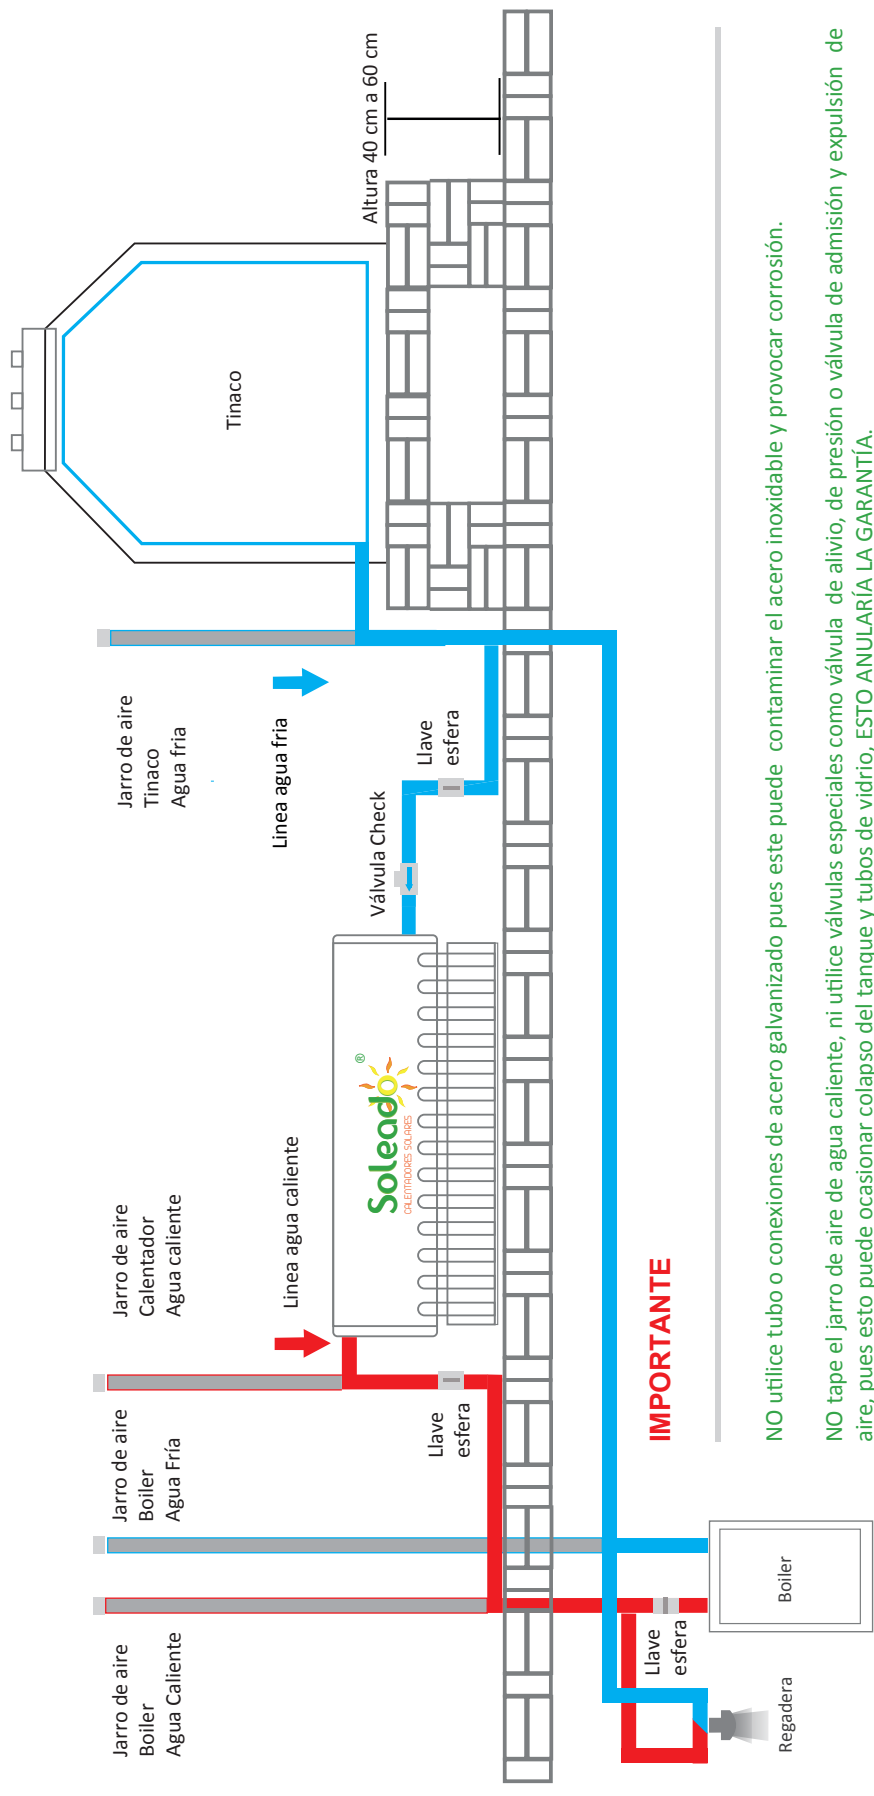 Jarro de aire
Boiler
Agua Caliente
Jarro de aire
Boiler
Agua Fría
Jarro de aire
Calentador
Agua caliente
Jarro de aire
Tinaco
Agua fria
Tinaco
Altura 40 cm a 60 cm
Linea agua caliente
Linea agua fria
Soleado®
CALENTADORES SOLARES
Válvula Check
Llave
esfera
Llave
esfera
Llave
esfera
Regadera
Boiler
IMPORTANTE
NO utilice tubo o conexiones de acero galvanizado pues este puede contaminar el acero inoxidable y provocar corrosión.
NO tape el jarro de aire de agua caliente, ni utilice válvulas especiales como válvula de alivio, de presión o válvula de admisión y expulsión de
aire, pues esto puede ocasionar colapso del tanque y tubos de vidrio, ESTO ANULARÍA LA GARANTÍA.